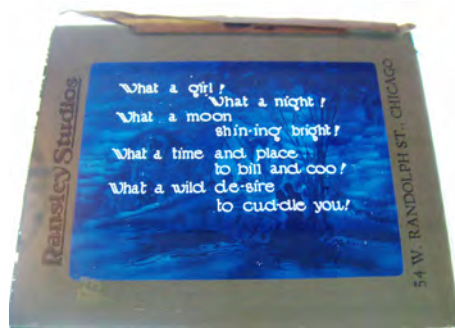 What a girl!
What a night!
What a moon
shin-ing bright!
What a time and place
to bill and coo!
What a wild de-sire
to cud-dle you!
Ransley Studios
54 W. RANDOLPH ST., CHICAGO